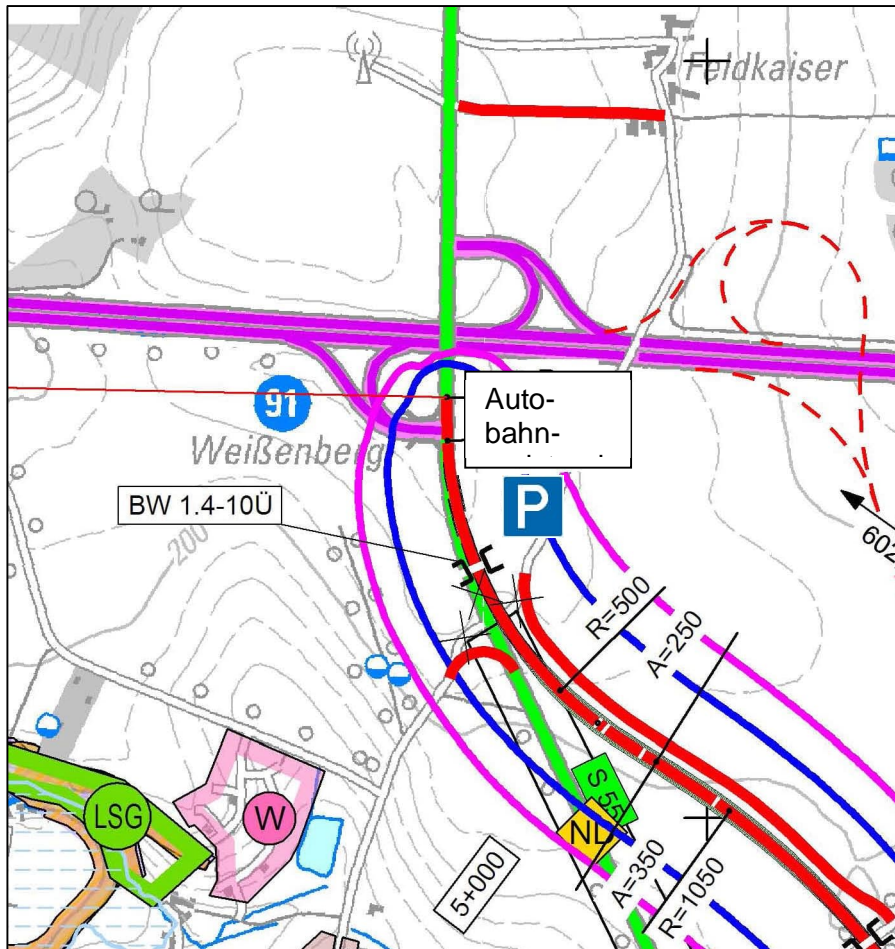 Feldkaiser
91
Weißenberg
Auto-
bahn-
P
BW 1.4-10Ü
200
602
R=500
A=250
LSG
W
NL
5+000
A=350
R=1050